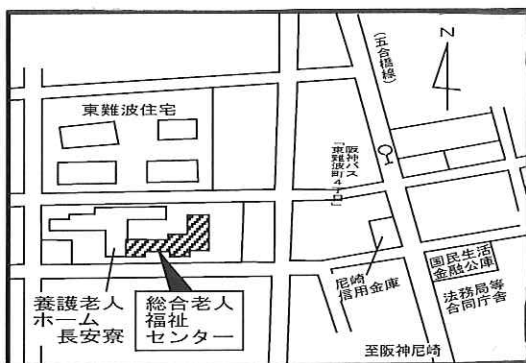 N
(五合橋線)
東難波住宅
阪神バス
「東難波町4丁目」
尼崎
信用金庫
国民生活
金融公庫
法務局等
合同庁舎
養護老人
ホーム
長安寮
総合老人
福祉
センター
至阪神尼崎